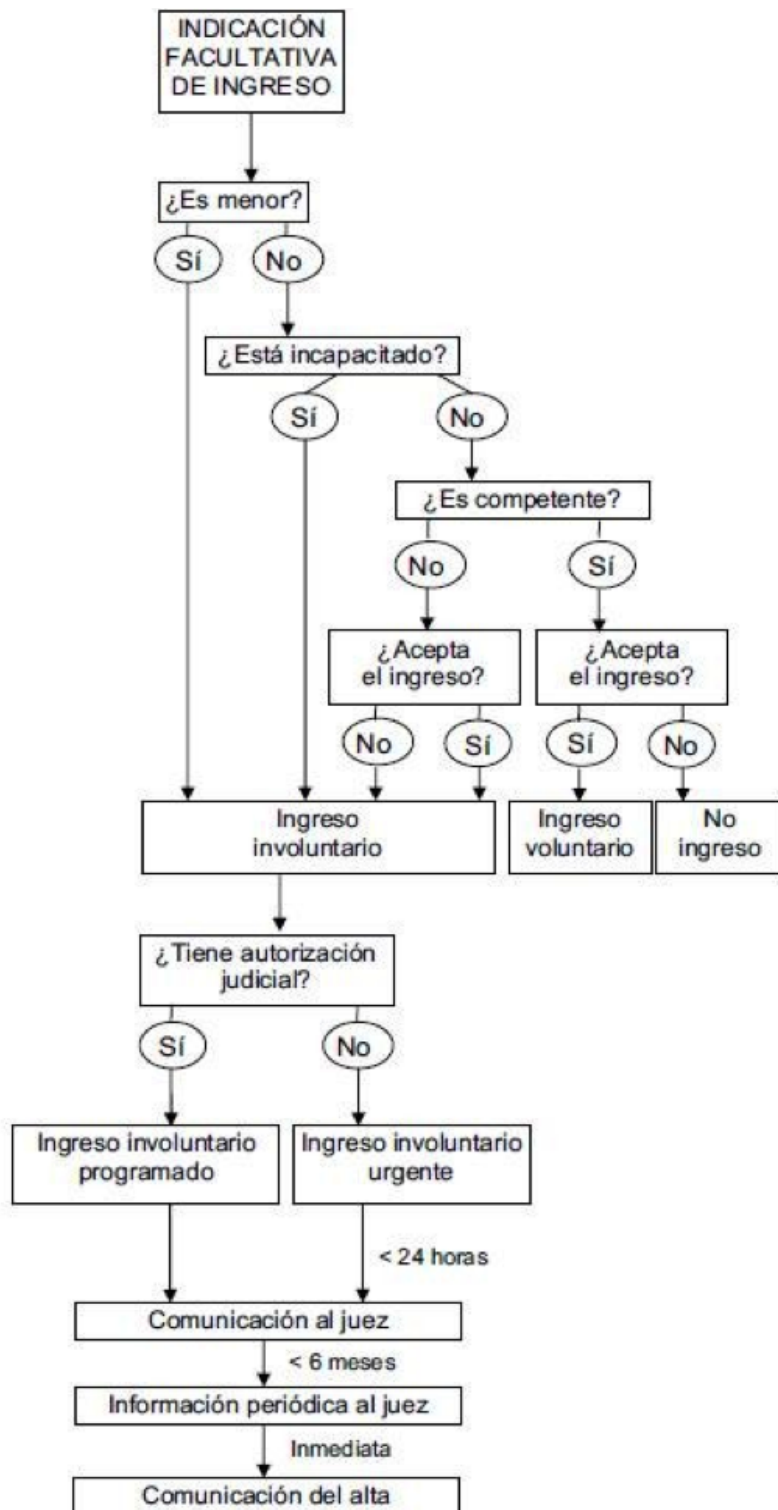 INDICACIÓN
FACULTATIVA
DE INGRESO
¿Es menor?
Sí
No
¿Está incapacitado?
Sí
No
¿Es competente?
No
Sí
¿Acepta
el ingreso?
¿Acepta
el ingreso?
No
Sí
Sí
No
Ingreso
involuntario
Ingreso
voluntario
No
ingreso
¿Tiene autorización
judicial?
Sí
No
Ingreso involuntario
programado
Ingreso involuntario
urgente
< 24 horas
Comunicación al juez
< 6 meses
Información periódica al juez
Inmediata
Comunicación del alta